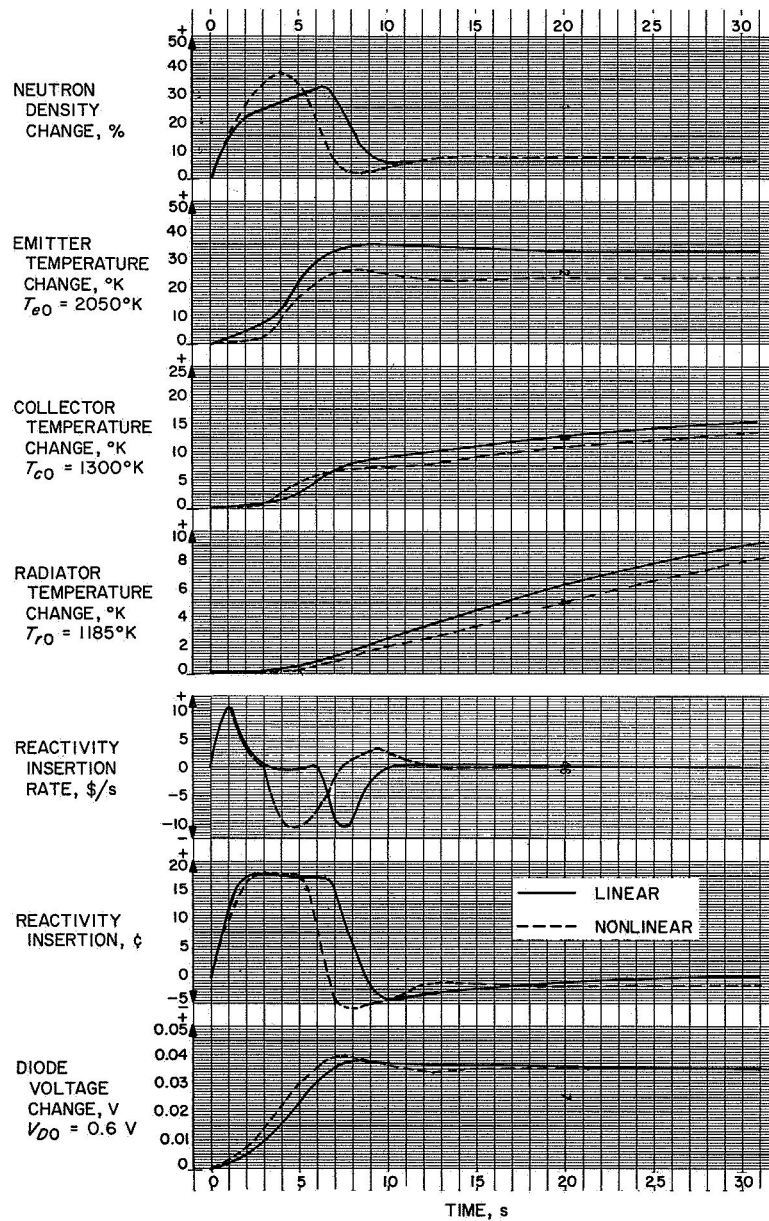 0 5 10 15 20 25 30
+
50
40
NEUTRON
30
DENSITY
20
CHANGE, %
10
0
+
50
EMITTER
40
TEMPERATURE
30
CHANGE, °K
20
Te0 = 2050°K
10
0
+
25
20
COLLECTOR
TEMPERATURE
15
CHANGE, °K
10
Tc0 = 1300°K
5
0
+
10
8
RADIATOR
6
TEMPERATURE
CHANGE, °K
4
Tr0 = 1185°K
2
0
+
10
5
REACTIVITY
INSERTION
0
RATE, $/s
-5
-10
-
+
20
15
LINEAR
10
REACTIVITY
NONLINEAR
INSERTION, ¢
5
0
-5
+
0.05
0.04
DIODE
VOLTAGE
0.03
CHANGE, V
0.02
VD0 = 0.6 V
0.01
0
0 5 10 15 20 25 30
TIME, s